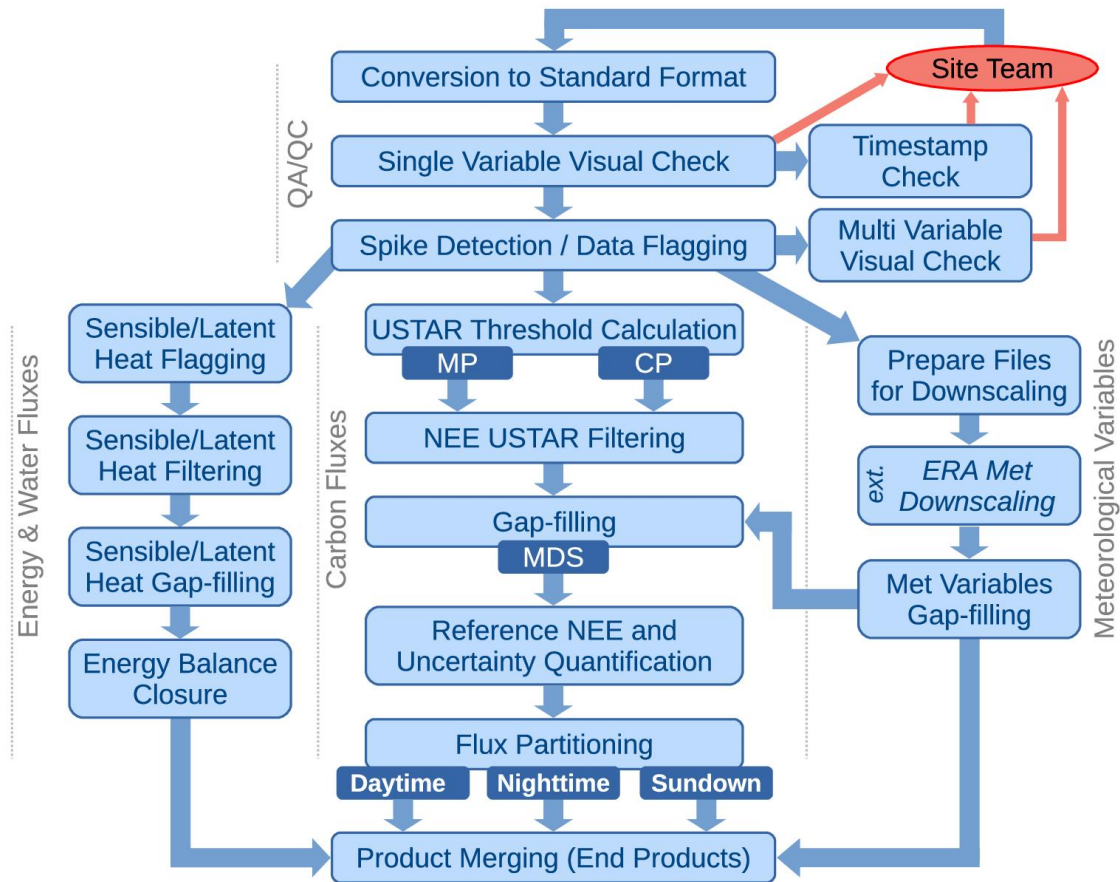 Site Team
Conversion to Standard Format
QA/QC
Single Variable Visual Check
Timestamp
Check
Spike Detection / Data Flagging
Multi Variable
Visual Check
Energy & Water Fluxes
Sensible/Latent
Heat Flagging
Sensible/Latent
Heat Filtering
Sensible/Latent
Heat Gap-filling
Energy Balance
Closure
Carbon Fluxes
USTAR Threshold Calculation
MP
CP
NEE USTAR Filtering
Gap-filling
MDS
Reference NEE and
Uncertainty Quantification
Flux Partitioning
Daytime
Nighttime
Sundown
Meteorological Variables
Prepare Files
for Downscaling
ext.
ERA Met
Downscaling
Met Variables
Gap-filling
Product Merging (End Products)